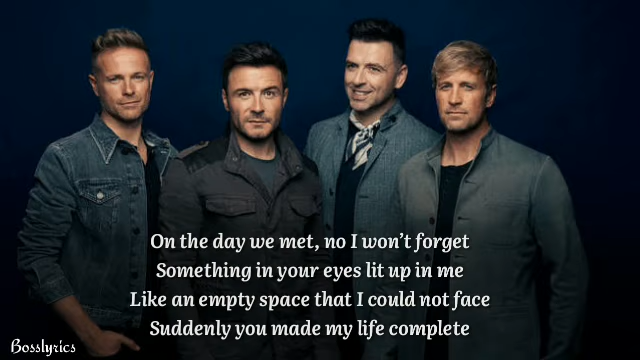 On the day we met, no I won't forget
Something in your eyes lit up in me
Like an empty space that I could not face
Suddenly you made my life complete
Bosslyrics